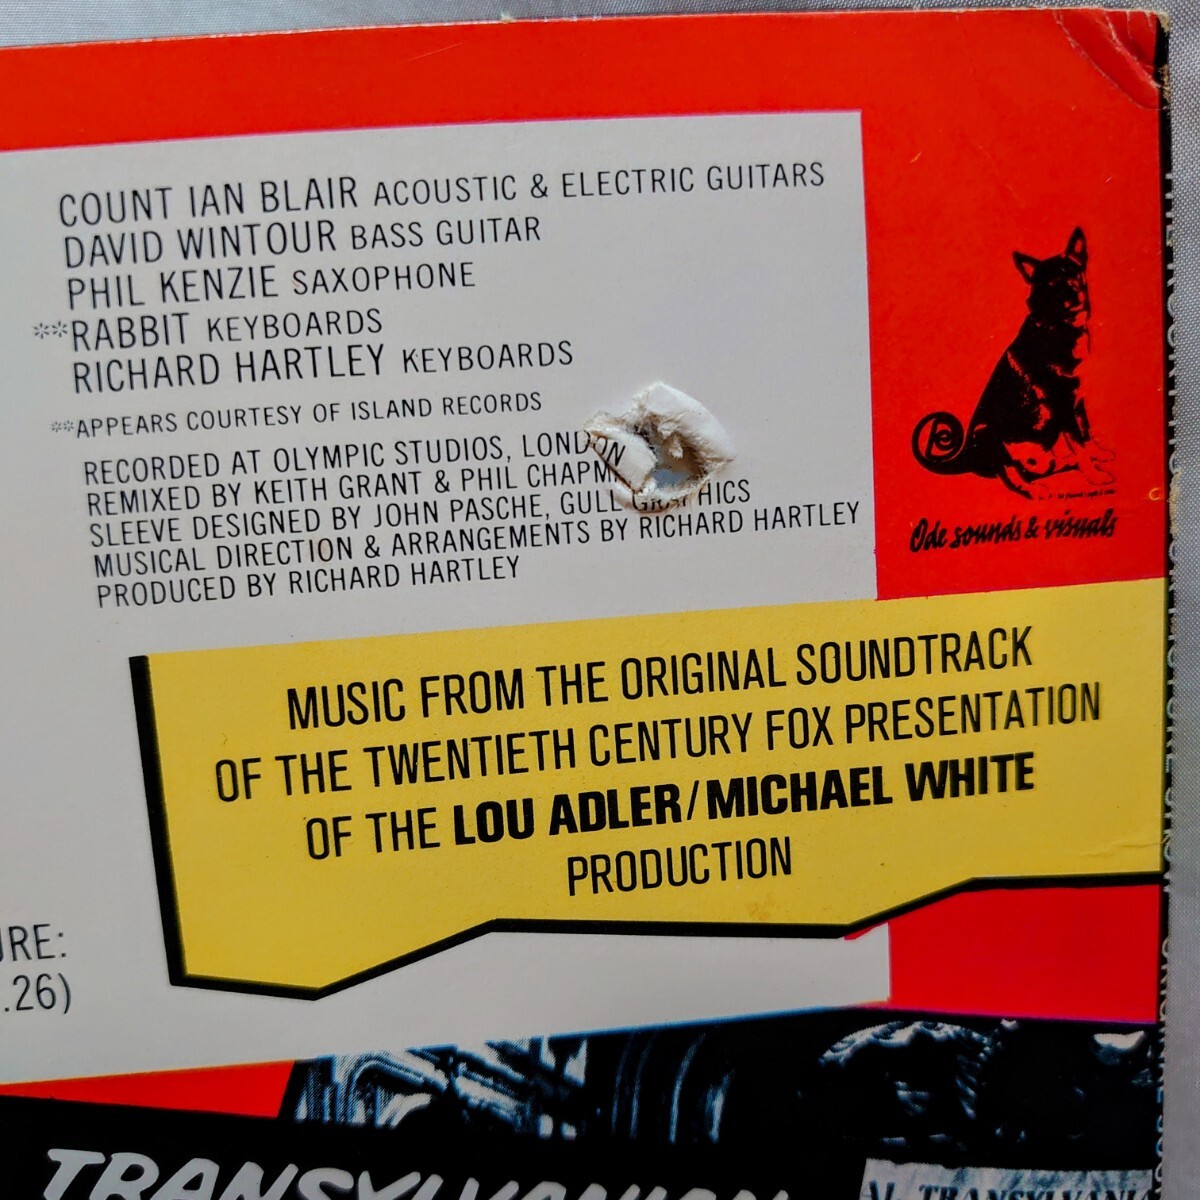 COUNT IAN BLAIR ACOUSTIC & ELECTRIC GUITARS
DAVID WINTOUR BASS GUITAR
PHIL KENZIE SAXOPHONE
**RABBIT KEYBOARDS
RICHARD HARTLEY KEYBOARDS
**APPEARS COURTESY OF ISLAND RECORDS
RECORDED AT OLYMPIC STUDIOS, LONDON
REMIXED BY KEITH GRANT & PHIL CHAPM
SLEEVE DESIGNED BY JOHN PASCHE, GULL GRAPHICS
MUSICAL DIRECTION & ARRANGEMENTS BY RICHARD HARTLEY
PRODUCED BY RICHARD HARTLEY
Ode sounds & visuals
MUSIC FROM THE ORIGINAL SOUNDTRACK
OF THE TWENTIETH CENTURY FOX PRESENTATION
OF THE LOU ADLER/MICHAEL WHITE
PRODUCTION
URE:
.26)
TRANSYLVANIAN